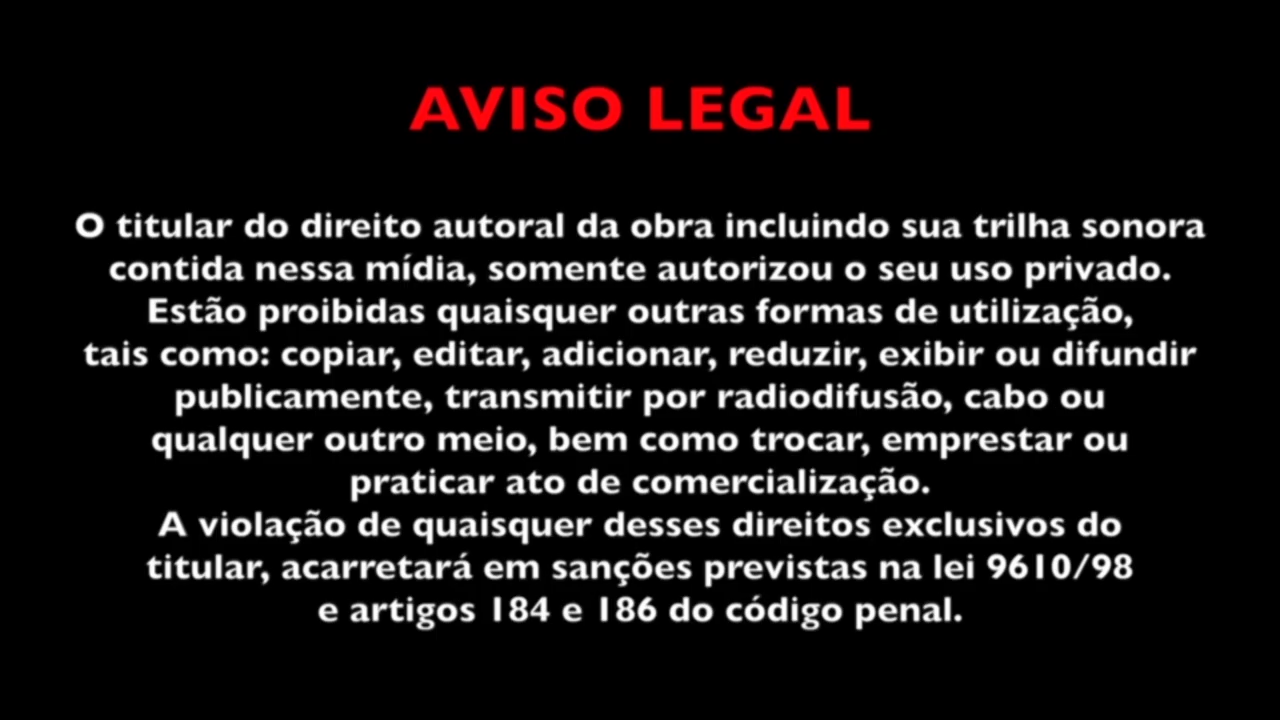 AVISO LEGAL
O titular do direito autoral da obra incluindo sua trilha sonora
contida nessa mídia, somente autorizou o seu uso privado.
Estão proibidas quaisquer outras formas de utilização,
tais como: copiar, editar, adicionar, reduzir, exibir ou difundir
publicamente, transmitir por radiodifusão, cabo ou
qualquer outro meio, bem como trocar, emprestar ou
praticar ato de comercialização.
A violação de quaisquer desses direitos exclusivos do
titular, acarretará em sanções previstas na lei 9610/98
e artigos 184 e 186 do código penal.